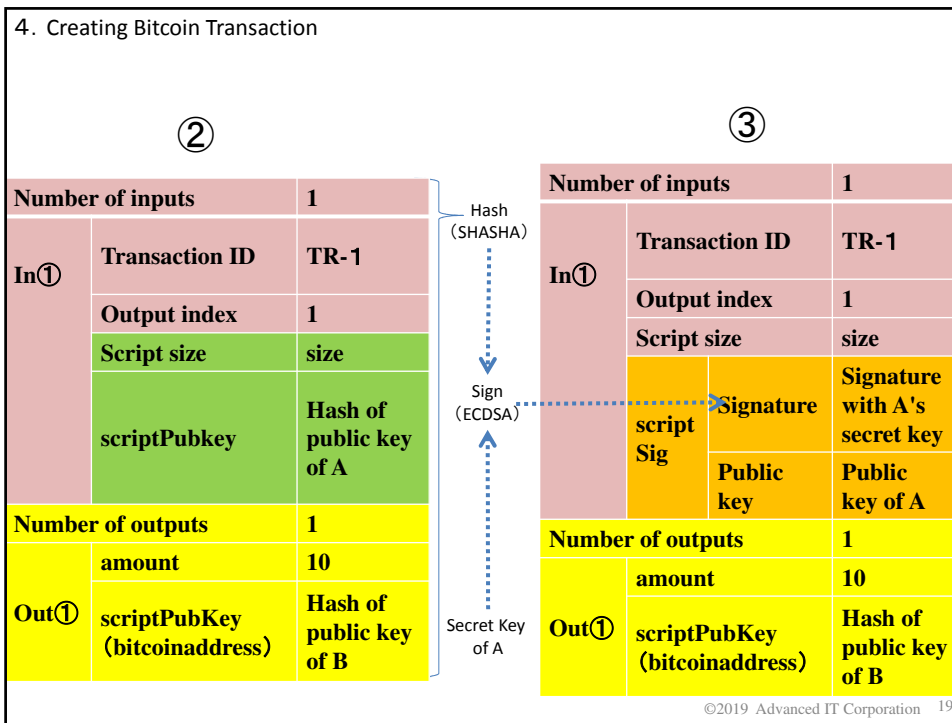 ４．Creating Bitcoin Transaction
②
Number of inputs 1
In① Transaction ID TR-１
Output index 1
Script size size
scriptPubkey Hash of public key of A
Number of outputs 1
Out① amount 10
scriptPubKey （bitcoinaddress） Hash of public key of B
Hash
（SHASHA）
Sign
（ECDSA）
Secret Key
of A
③
Number of inputs 1
In① Transaction ID TR-１
Output index 1
Script size size
script Sig Signature Signature with A's secret key
Public key Public key of A
Number of outputs 1
Out① amount 10
scriptPubKey （bitcoinaddress） Hash of public key of B
©2019 Advanced IT Corporation 19